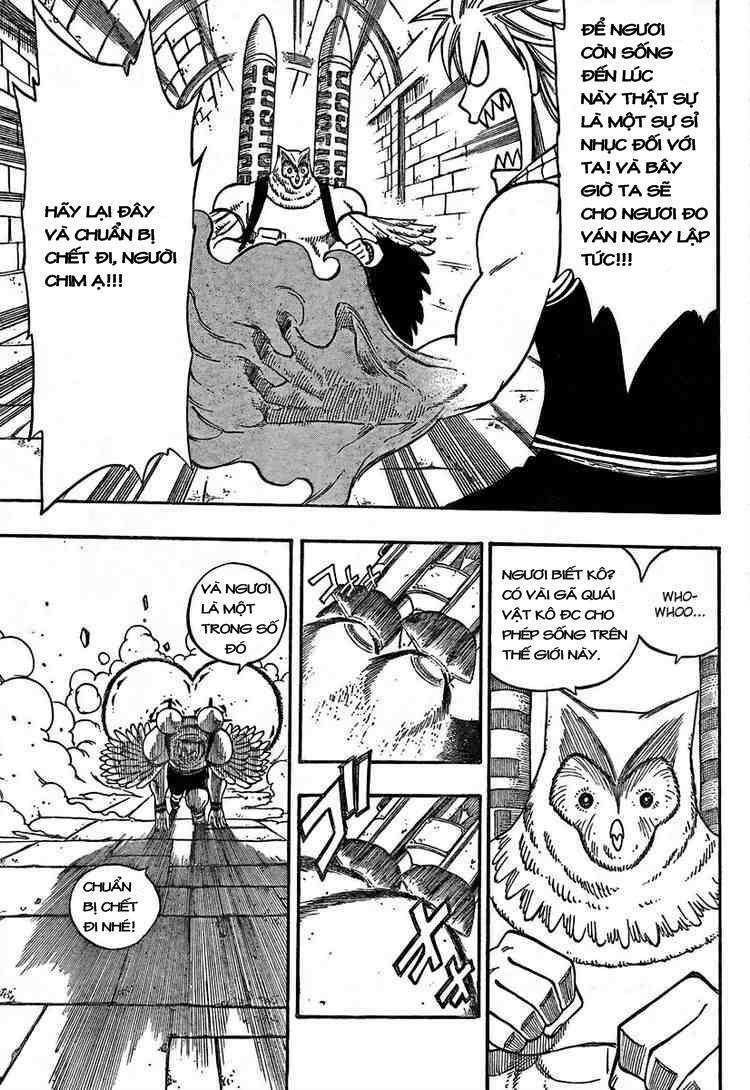 ĐỂ NGƯƠI
CÒN SỐNG
ĐẾN LÚC
NÀY THẬT SỰ
LÀ MỘT SỰ SỈ
NHỤC ĐỐI VỚI
TA! VÀ BÂY
GIỜ TA SẼ
CHO NGƯƠI ĐO
VÁN NGAY LẬP
TỨC!!!
HÃY LẠI ĐÂY
VÀ CHUẨN BỊ
CHẾT ĐI, NGƯỜI
CHIM Ạ!!!
WHO-
WHOO...
NGƯƠI BIẾT KÔ?
CÓ VÀI GÃ QUÁI
VẬT KÔ ĐC CHO
PHÉP SỐNG TRÊN
THẾ GIỚI NÀY.
VÀ NGƯƠI
LÀ MỘT
TRONG SỐ
ĐÓ
CHUẨN
BỊ CHẾT
ĐI NHÉ!